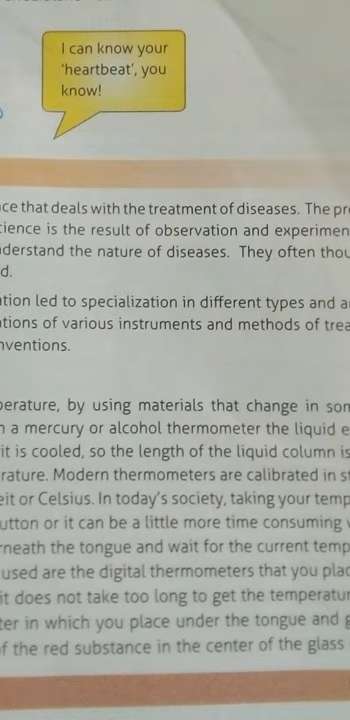 I can know your
'heartbeat', you
know!
ce that deals with the treatment of diseases. The pr
cience is the result of observation and experimen
derstand the nature of diseases. They often thou
d.
tion led to specialization in different types and a
tions of various instruments and methods of trea
nventions.
perature, by using materials that change in som
a mercury or alcohol thermometer the liquid e
it is cooled, so the length of the liquid column is
rature. Modern thermometers are calibrated in st
eit or Celsius. In today's society, taking your temp
utton or it can be a little more time consuming
rneath the tongue and wait for the current temp
used are the digital thermometers that you plac
it does not take too long to get the temperatur
ter in which you place under the tongue and g
f the red substance in the center of the glass